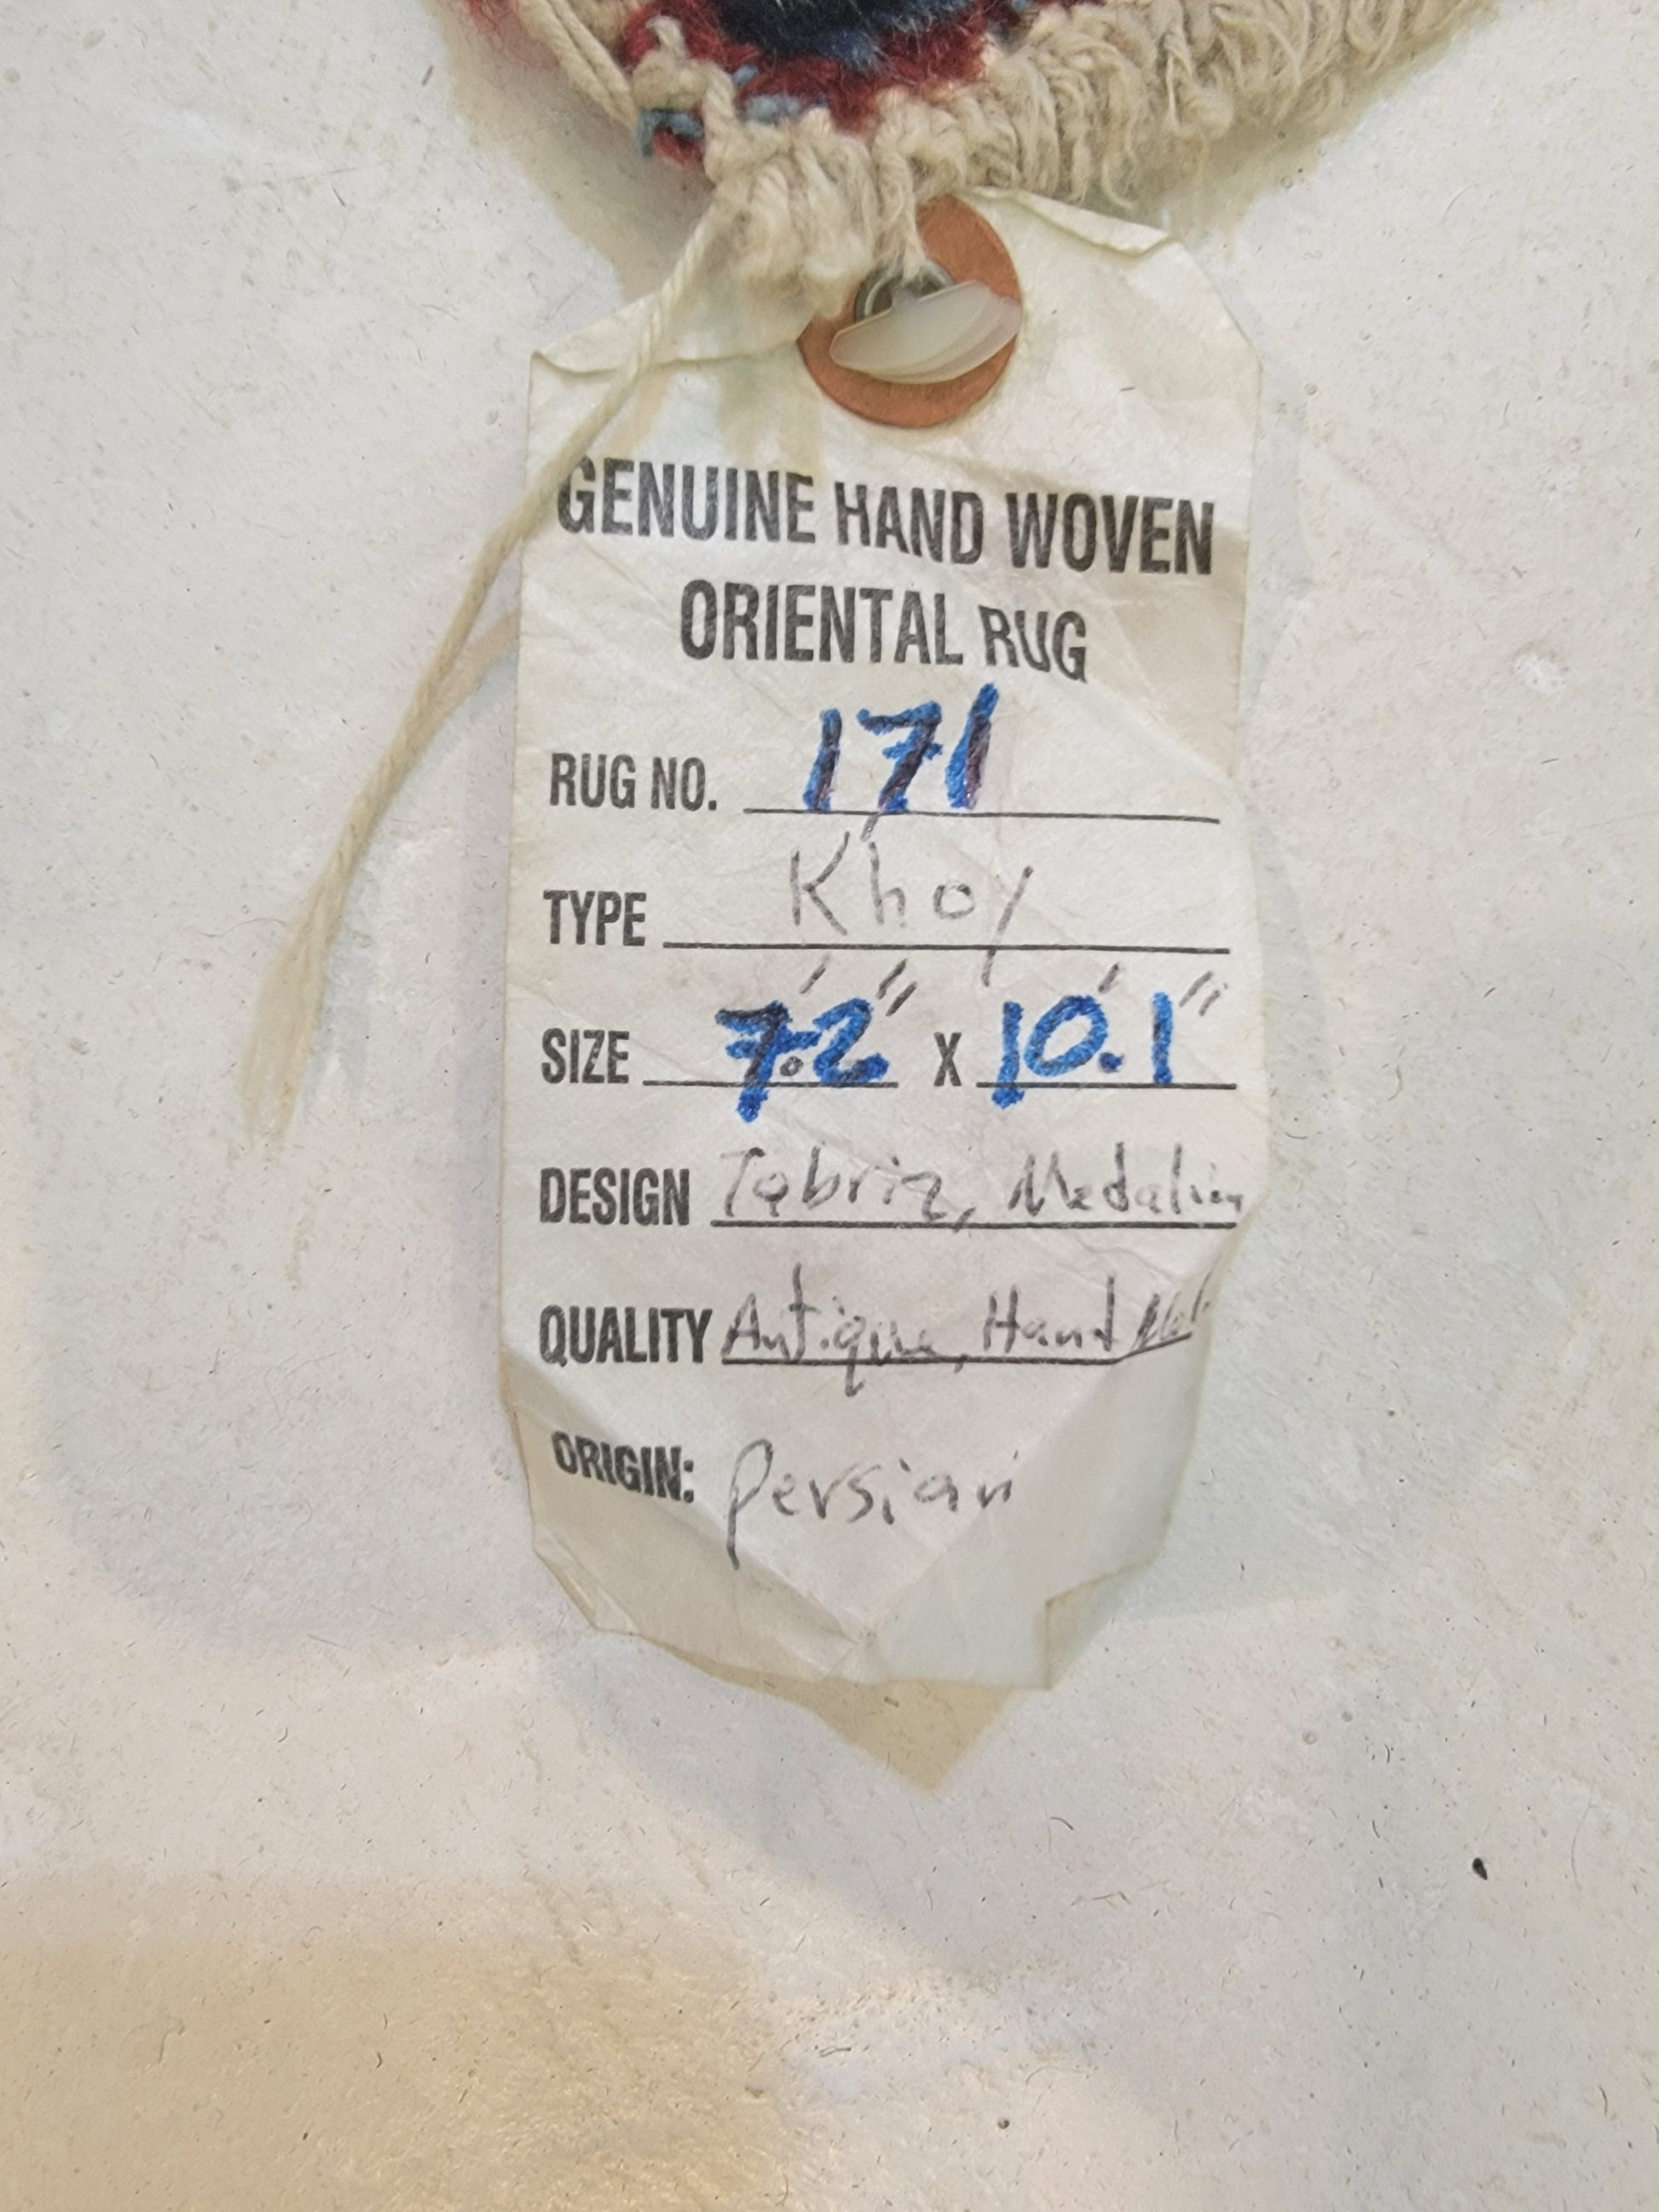 GENUINE HAND WOVEN
ORIENTAL RUG
RUG NO. 171
TYPE Khoy
SIZE 7.'2" X 10.'1"
DESIGN Tabriz, Medalion
QUALITY Antique, Hand
ORIGIN: Persian